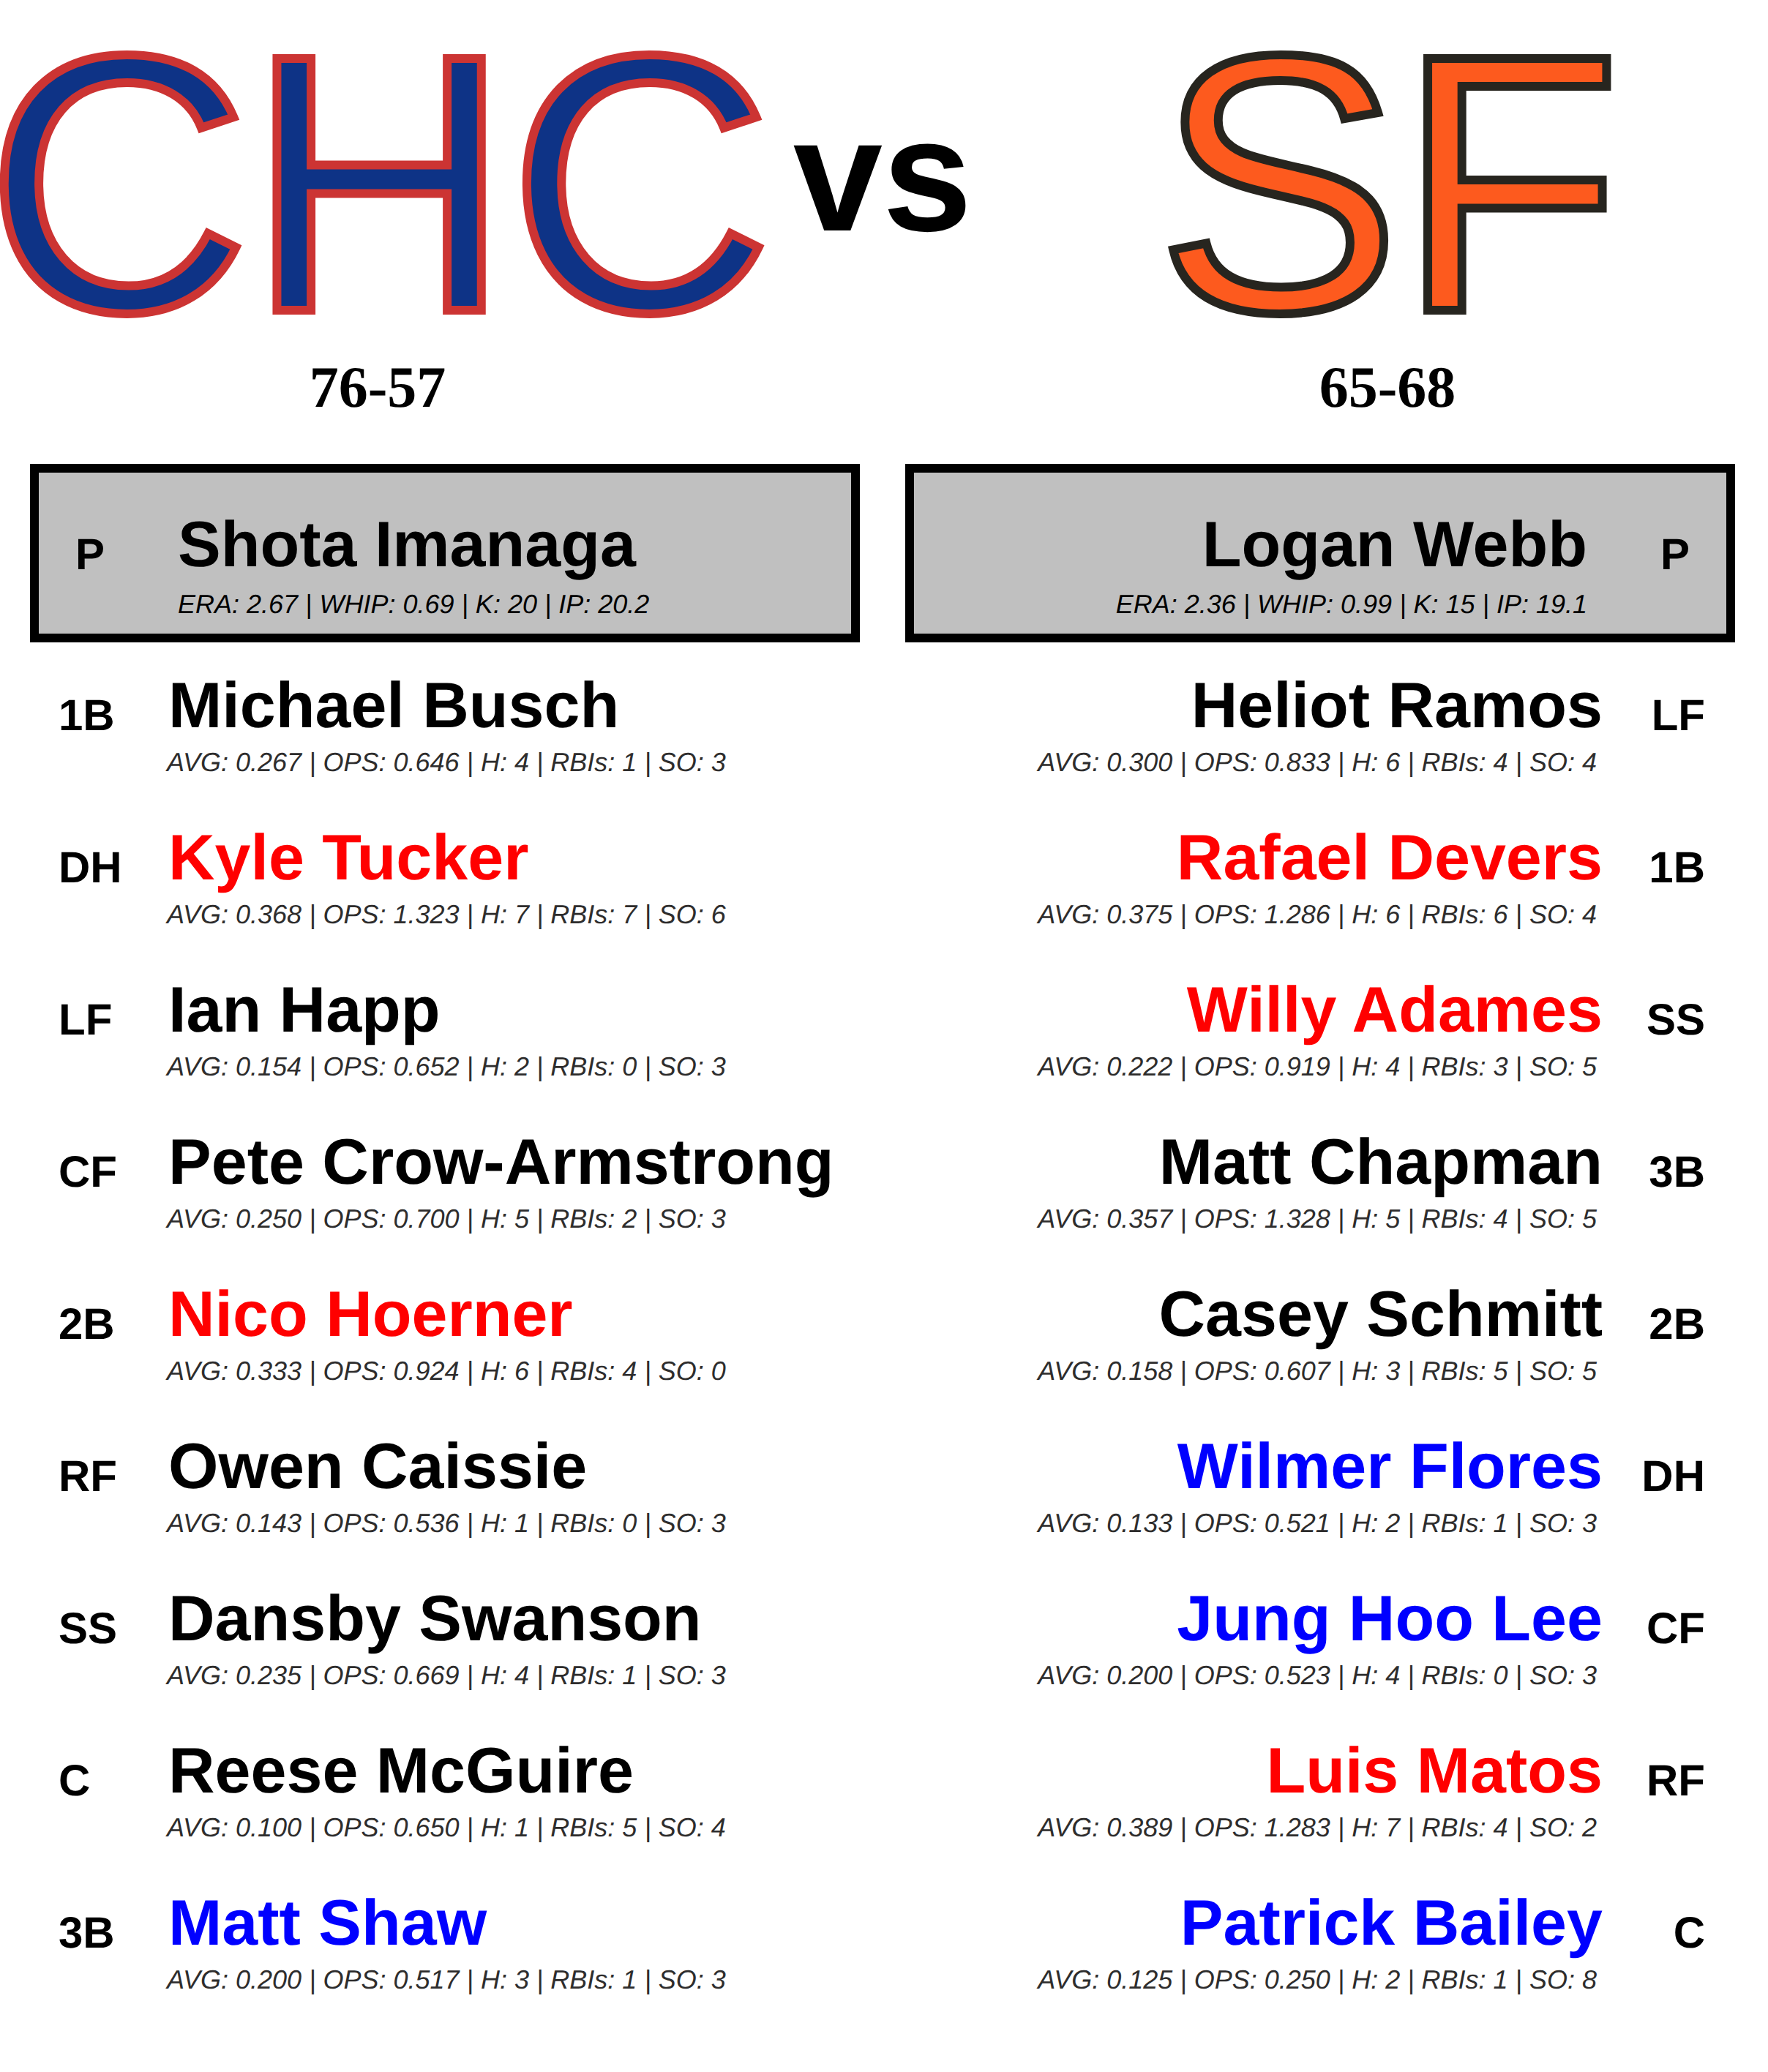 CHC vs SF
76-57 65-68
P Shota Imanaga Logan Webb P
ERA: 2.67 | WHIP: 0.69 | K: 20 | IP: 20.2 ERA: 2.36 | WHIP: 0.99 | K: 15 | IP: 19.1
1B Michael Busch Heliot Ramos LF
AVG: 0.267 | OPS: 0.646 | H: 4 | RBIs: 1 | SO: 3 AVG: 0.300 | OPS: 0.833 | H: 6 | RBIs: 4 | SO: 4
DH Kyle Tucker Rafael Devers 1B
AVG: 0.368 | OPS: 1.323 | H: 7 | RBIs: 7 | SO: 6 AVG: 0.375 | OPS: 1.286 | H: 6 | RBIs: 6 | SO: 4
LF Ian Happ Willy Adames SS
AVG: 0.154 | OPS: 0.652 | H: 2 | RBIs: 0 | SO: 3 AVG: 0.222 | OPS: 0.919 | H: 4 | RBIs: 3 | SO: 5
CF Pete Crow-Armstrong Matt Chapman 3B
AVG: 0.250 | OPS: 0.700 | H: 5 | RBIs: 2 | SO: 3 AVG: 0.357 | OPS: 1.328 | H: 5 | RBIs: 4 | SO: 5
2B Nico Hoerner Casey Schmitt 2B
AVG: 0.333 | OPS: 0.924 | H: 6 | RBIs: 4 | SO: 0 AVG: 0.158 | OPS: 0.607 | H: 3 | RBIs: 5 | SO: 5
RF Owen Caissie Wilmer Flores DH
AVG: 0.143 | OPS: 0.536 | H: 1 | RBIs: 0 | SO: 3 AVG: 0.133 | OPS: 0.521 | H: 2 | RBIs: 1 | SO: 3
SS Dansby Swanson Jung Hoo Lee CF
AVG: 0.235 | OPS: 0.669 | H: 4 | RBIs: 1 | SO: 3 AVG: 0.200 | OPS: 0.523 | H: 4 | RBIs: 0 | SO: 3
C Reese McGuire Luis Matos RF
AVG: 0.100 | OPS: 0.650 | H: 1 | RBIs: 5 | SO: 4 AVG: 0.389 | OPS: 1.283 | H: 7 | RBIs: 4 | SO: 2
3B Matt Shaw Patrick Bailey C
AVG: 0.200 | OPS: 0.517 | H: 3 | RBIs: 1 | SO: 3 AVG: 0.125 | OPS: 0.250 | H: 2 | RBIs: 1 | SO: 8